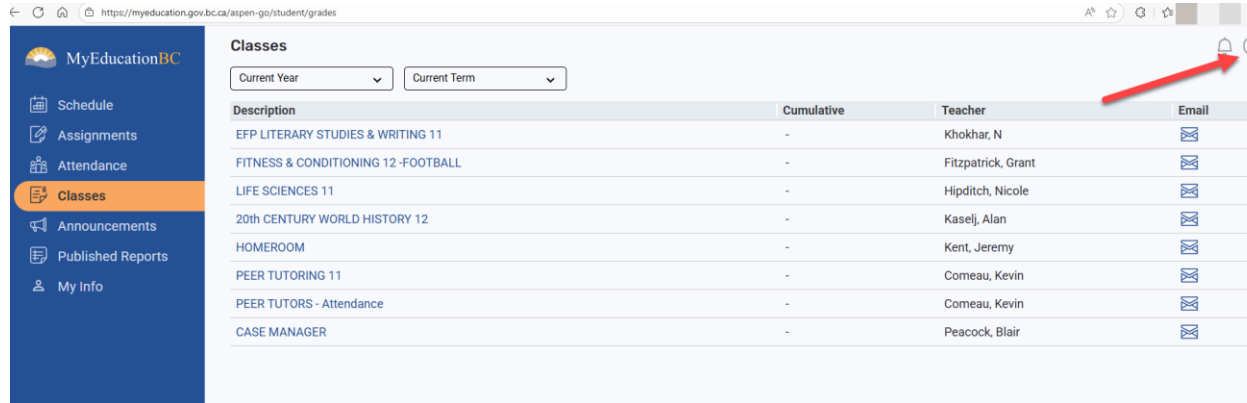 https://myeducation.gov.bc.ca/aspen-go/student/grades
MyEducationBC
Schedule
Assignments
Attendance
Classes
Announcements
Published Reports
My Info
Classes
Current Year
Current Term
Description Cumulative Teacher Email
EFP LITERARY STUDIES & WRITING 11 - Khokhar, N
FITNESS & CONDITIONING 12 -FOOTBALL - Fitzpatrick, Grant
LIFE SCIENCES 11 - Hipditch, Nicole
20th CENTURY WORLD HISTORY 12 - Kaselj, Alan
HOMEROOM - Kent, Jeremy
PEER TUTORING 11 - Comeau, Kevin
PEER TUTORS - Attendance - Comeau, Kevin
CASE MANAGER - Peacock, Blair